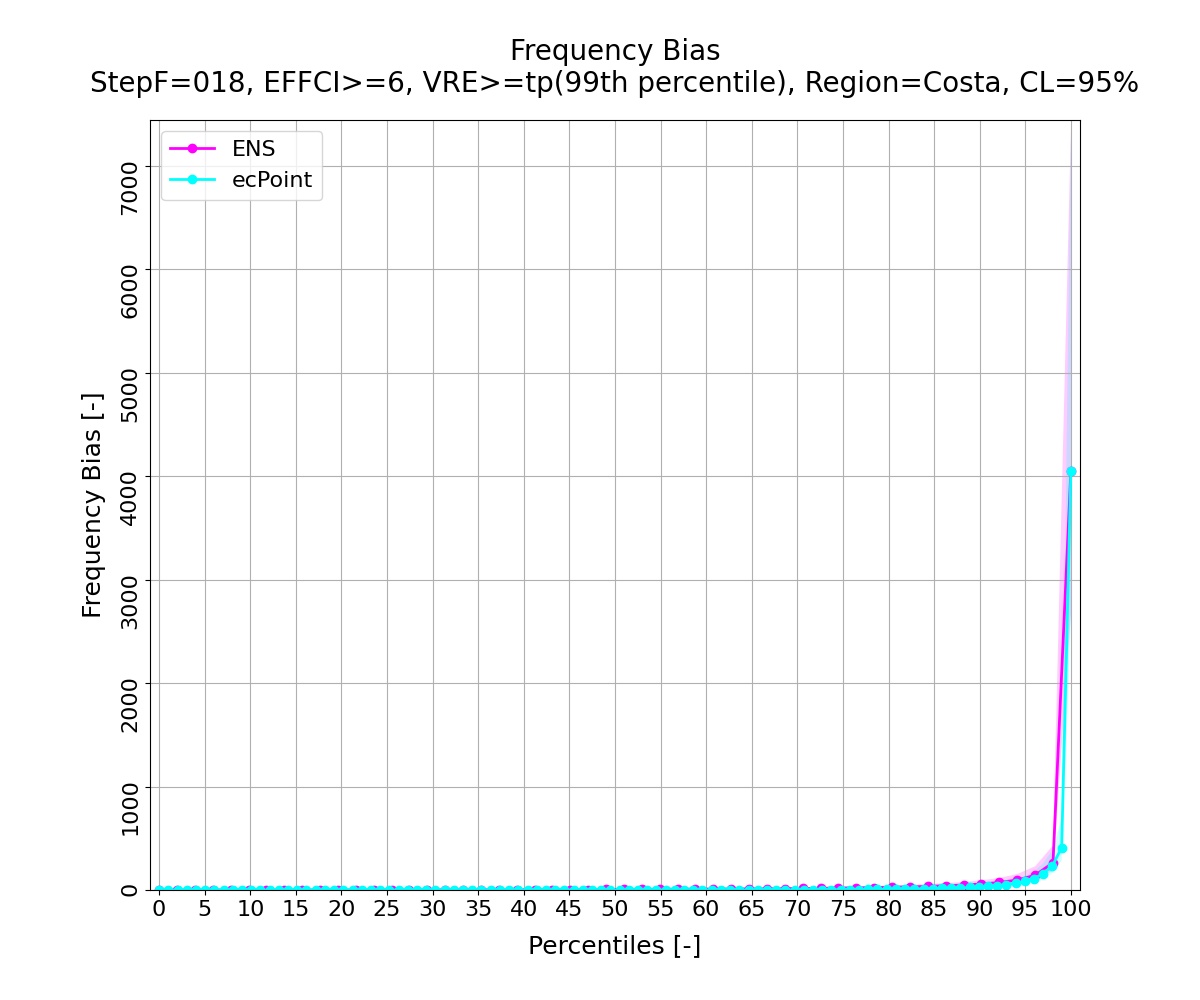 Frequency Bias
StepF=018, EFFCI>=6, VRE>=tp(99th percentile), Region=Costa, CL=95%
ENS
ecPoint
Frequency Bias [-]
7000
6000
5000
4000
3000
2000
1000
0
0 5 10 15 20 25 30 35 40 45 50 55 60 65 70 75 80 85 90 95 100
Percentiles [-]